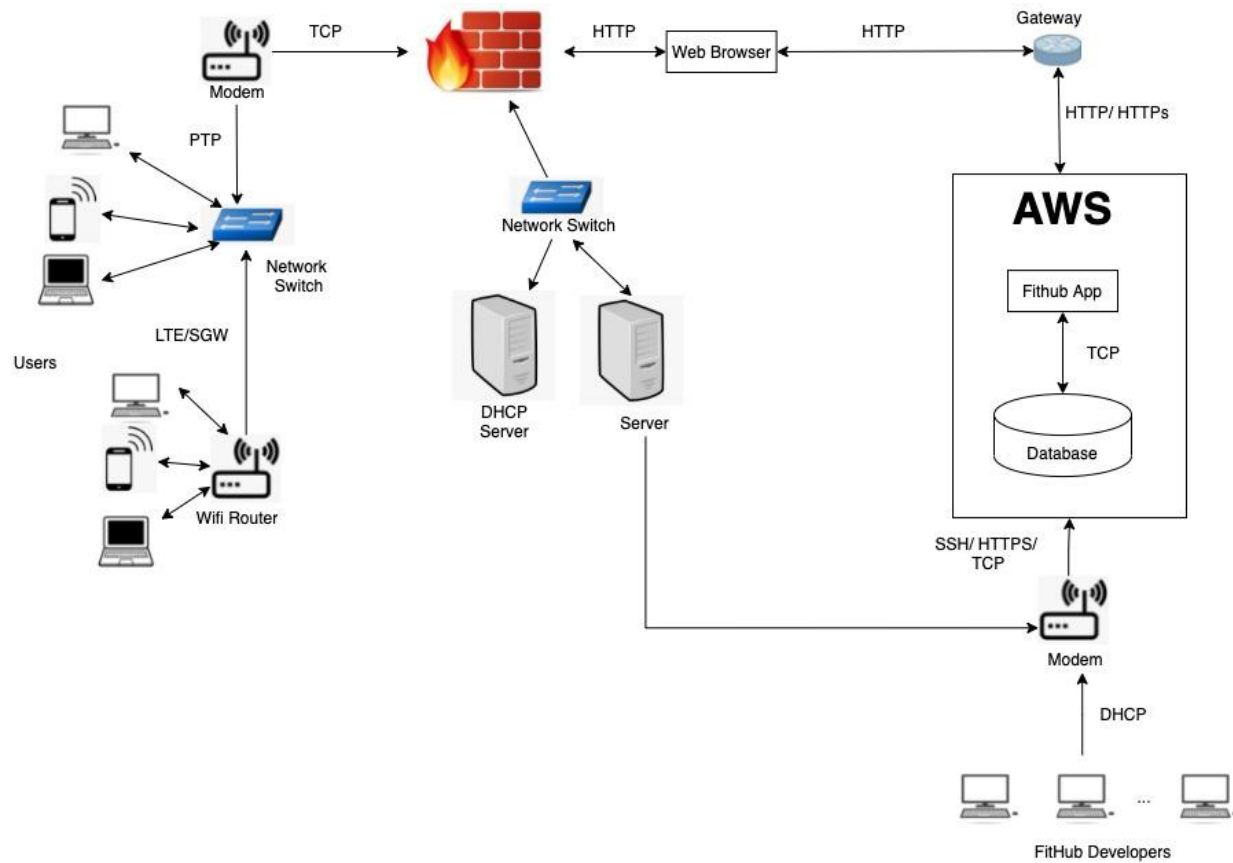 Gateway
TCP
HTTP
Web Browser
HTTP
Modem
HTTP/ HTTPs
PTP
AWS
Network Switch
Network
Switch
Fithub App
LTE/SGW
TCP
Users
DHCP
Server
Server
Database
Wifi Router
SSH/ HTTPS/
TCP
Modem
DHCP
...
FitHub Developers